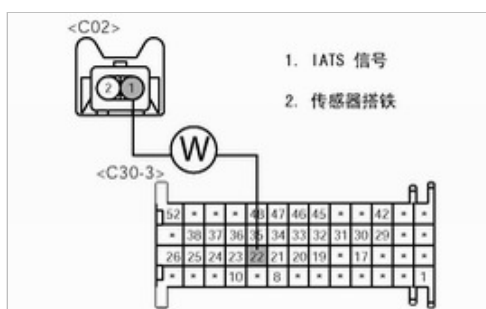 <C02>
2 1
1. IATS 信号
2. 传感器搭铁
W
<C30-3>
52 * * * 48 47 46 45 * * 42 * *
* 38 37 36 35 34 33 32 31 30 29 * *
26 25 24 23 22 21 20 19 * 17 * * *
* * * 10 * 8 * * * * * * 1